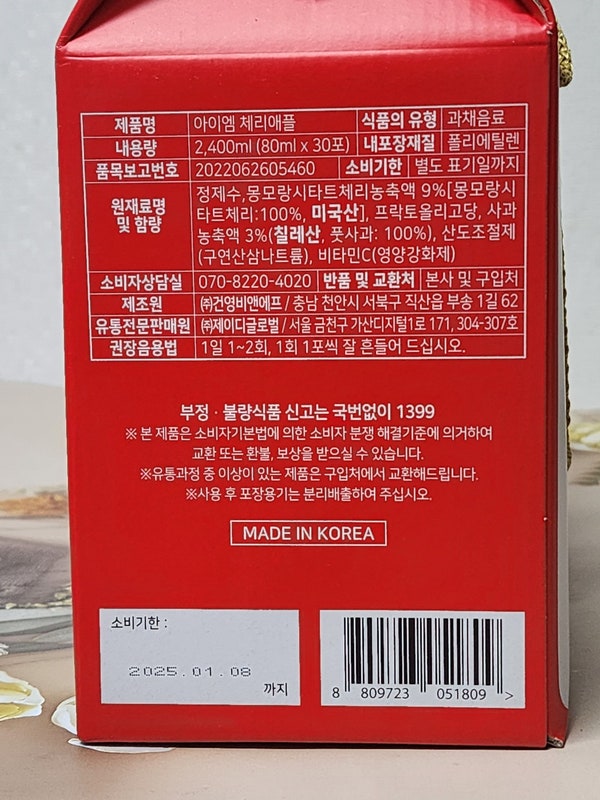 제품명 아이엠 체리애플 식품의 유형 과채음료
내용량 2,400ml (80ml x 30포) 내포장재질 폴리에틸렌
품목보고번호 2022062605460 소비기한 별도 표기일까지
원재료명 및 함량
정제수,몽모랑시타트체리농축액 9%[몽모랑시
타트체리:100%, 미국산], 프락토올리고당, 사과
농축액 3%(칠레산, 풋사과: 100%), 산도조절제
(구연산삼나트륨), 비타민C(영양강화제)
소비자상담실 070-8220-4020 반품 및 교환처 본사 및 구입처
제조원 ㈜건영비앤에프 / 충남 천안시 서북구 직산읍 부송 1길 62
유통전문판매원 ㈜제이디글로벌 / 서울 금천구 가산디지털1로 171, 304-307호
권장음용법 1일 1~2회, 1회 1포씩 잘 흔들어 드십시오.
부정 · 불량식품 신고는 국번없이 1399
※ 본 제품은 소비자기본법에 의한 소비자 분쟁 해결기준에 의거하여
교환 또는 환불, 보상을 받으실 수 있습니다.
※유통과정 중 이상이 있는 제품은 구입처에서 교환해드립니다.
※사용 후 포장용기는 분리배출하여 주십시오.
MADE IN KOREA
소비기한 :
2025.01.08
까지
8 809723 051809 >